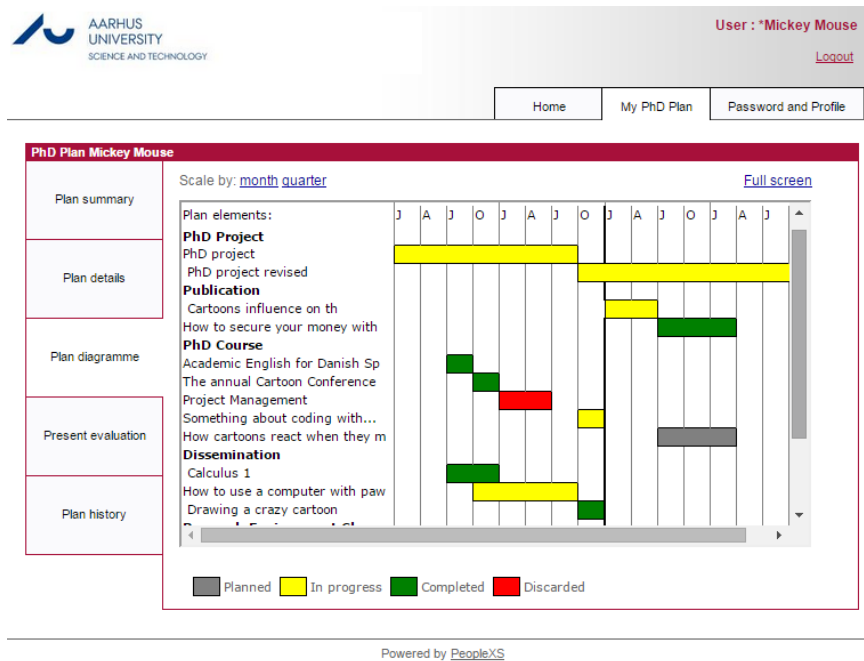 AARHUS
UNIVERSITY
SCIENCE AND TECHNOLOGY
User : *Mickey Mouse
Logout
Home My PhD Plan Password and Profile
PhD Plan Mickey Mouse
Plan summary
Plan details
Plan diagramme
Present evaluation
Plan history
Scale by: month quarter Full screen
Plan elements: J A J O J A J O J A J O J A J
PhD Project
PhD project
PhD project revised
Publication
Cartoons influence on th
How to secure your money with
PhD Course
Academic English for Danish Sp
The annual Cartoon Conference
Project Management
Something about coding with...
How cartoons react when they m
Dissemination
Calculus 1
How to use a computer with paw
Drawing a crazy cartoon
Planned In progress Completed Discarded
Powered by PeopleXS